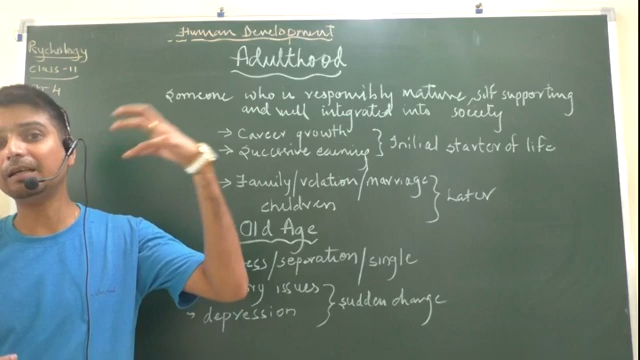 Human Development
Psychology
Class-11
Adulthood
Someone who is responsibly mature, self supporting
and well integrated into society
→ Career growth
→ Successive earning
Initial starter of life
→ Family/relation/marriage
children
Later
Old Age
/separation/single
issues
→ depression
sudden change